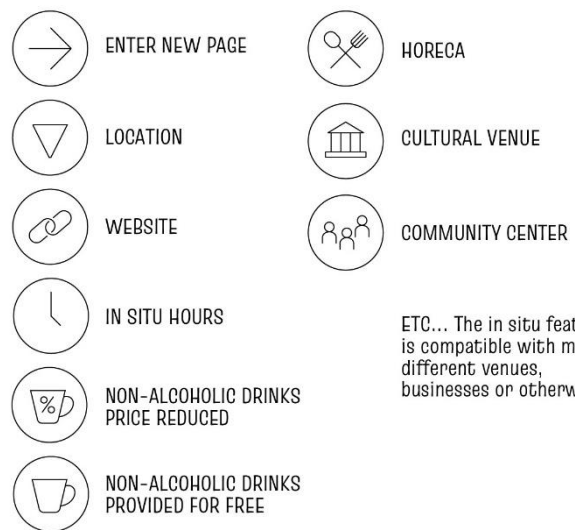 ENTER NEW PAGE
LOCATION
WEBSITE
IN SITU HOURS
%
NON-ALCOHOLIC DRINKS
PRICE REDUCED
NON-ALCOHOLIC DRINKS
PROVIDED FOR FREE
HORECA
CULTURAL VENUE
COMMUNITY CENTER
ETC... The in situ
is compatible with
different venues,
businesses or